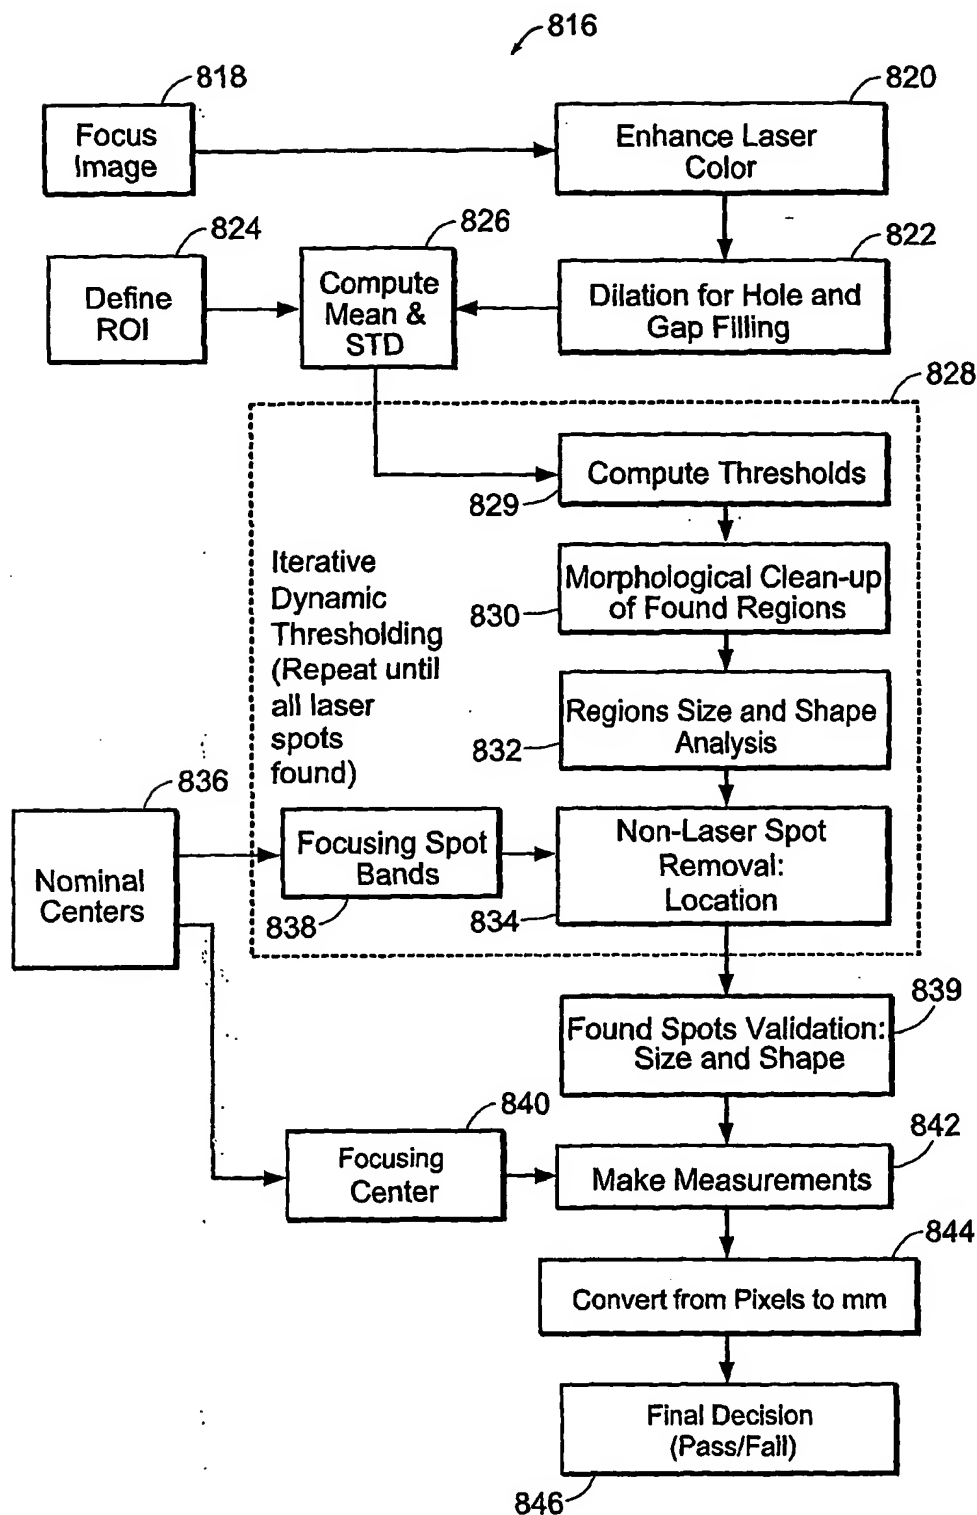 816
818
Focus
Image
820
Enhance Laser
Color
824
Define
ROI
826
Compute
Mean &
STD
822
Dilation for Hole and
Gap Filling
828
Compute Thresholds
829
Iterative
Dynamic
Thresholding
(Repeat until
all laser
spots
found)
Morphological Clean-up
of Found Regions
830
Regions Size and Shape
Analysis
832
836
Nominal
Centers
Focusing Spot
Bands
838
Non-Laser Spot
Removal:
Location
834
839
Found Spots Validation:
Size and Shape
840
Focusing
Center
842
Make Measurements
844
Convert from Pixels to mm
Final Decision
(Pass/Fail)
846